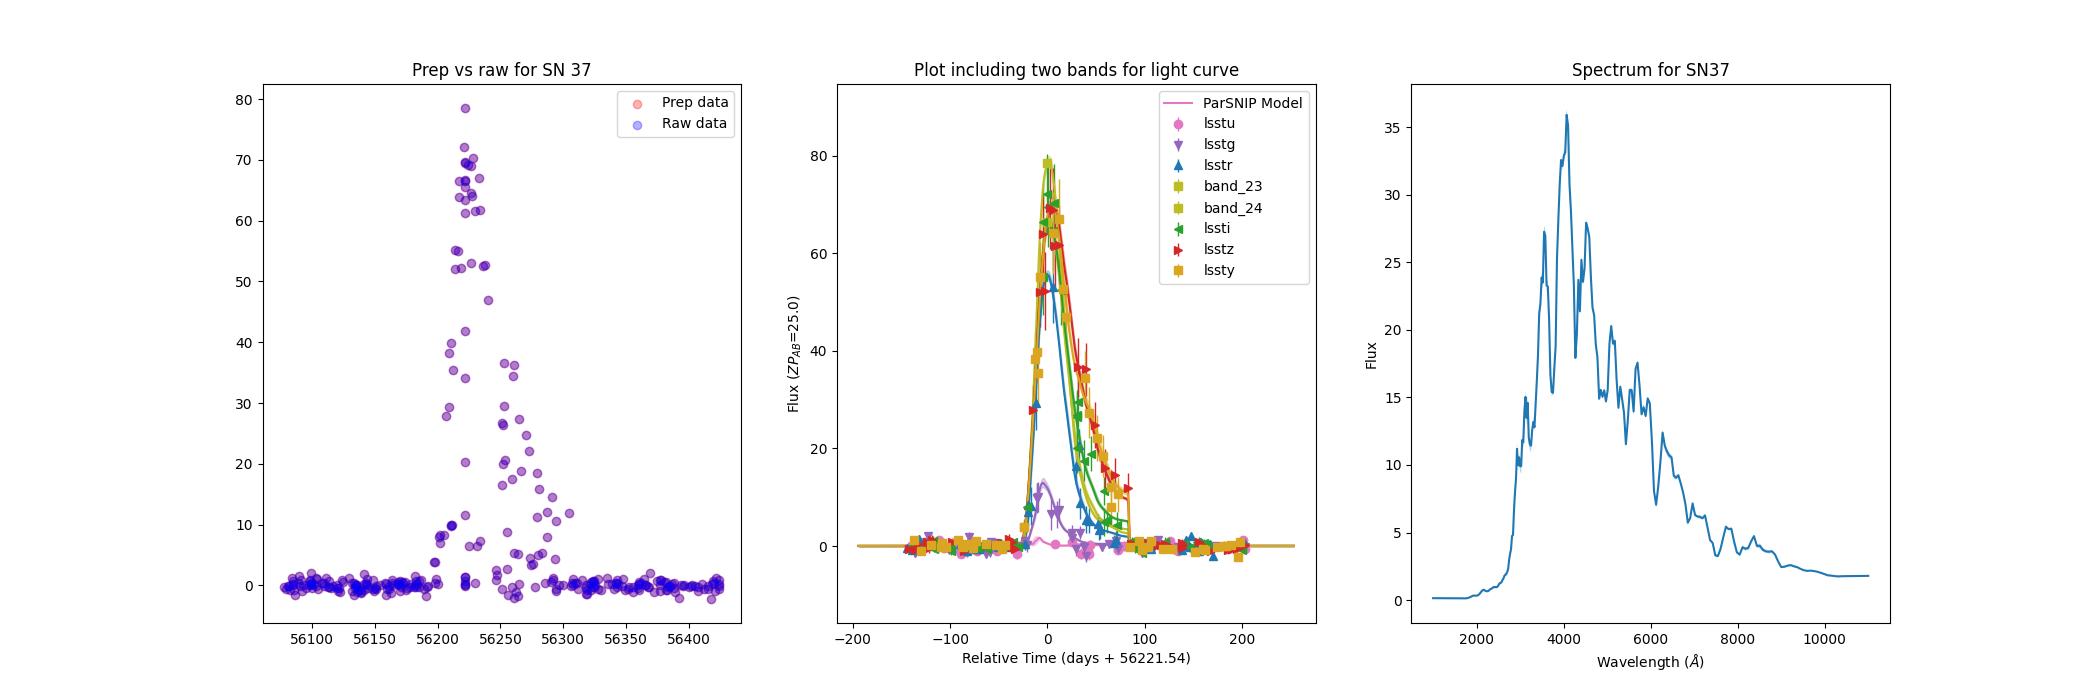 Prep vs raw for SN 37
Prep data
Raw data
80
70
60
50
40
30
20
10
0
56100 56150 56200 56250 56300 56350 56400
Plot including two bands for light curve
ParSNIP Model
lsstu
lsstg
lsstr
band_23
band_24
lssti
lsstz
lssty
Flux (ZP_AB=25.0)
80
60
40
20
0
−200 −100 0 100 200
Relative Time (days + 56221.54)
Spectrum for SN37
Flux
35
30
25
20
15
10
5
0
2000 4000 6000 8000 10000
Wavelength (Å)